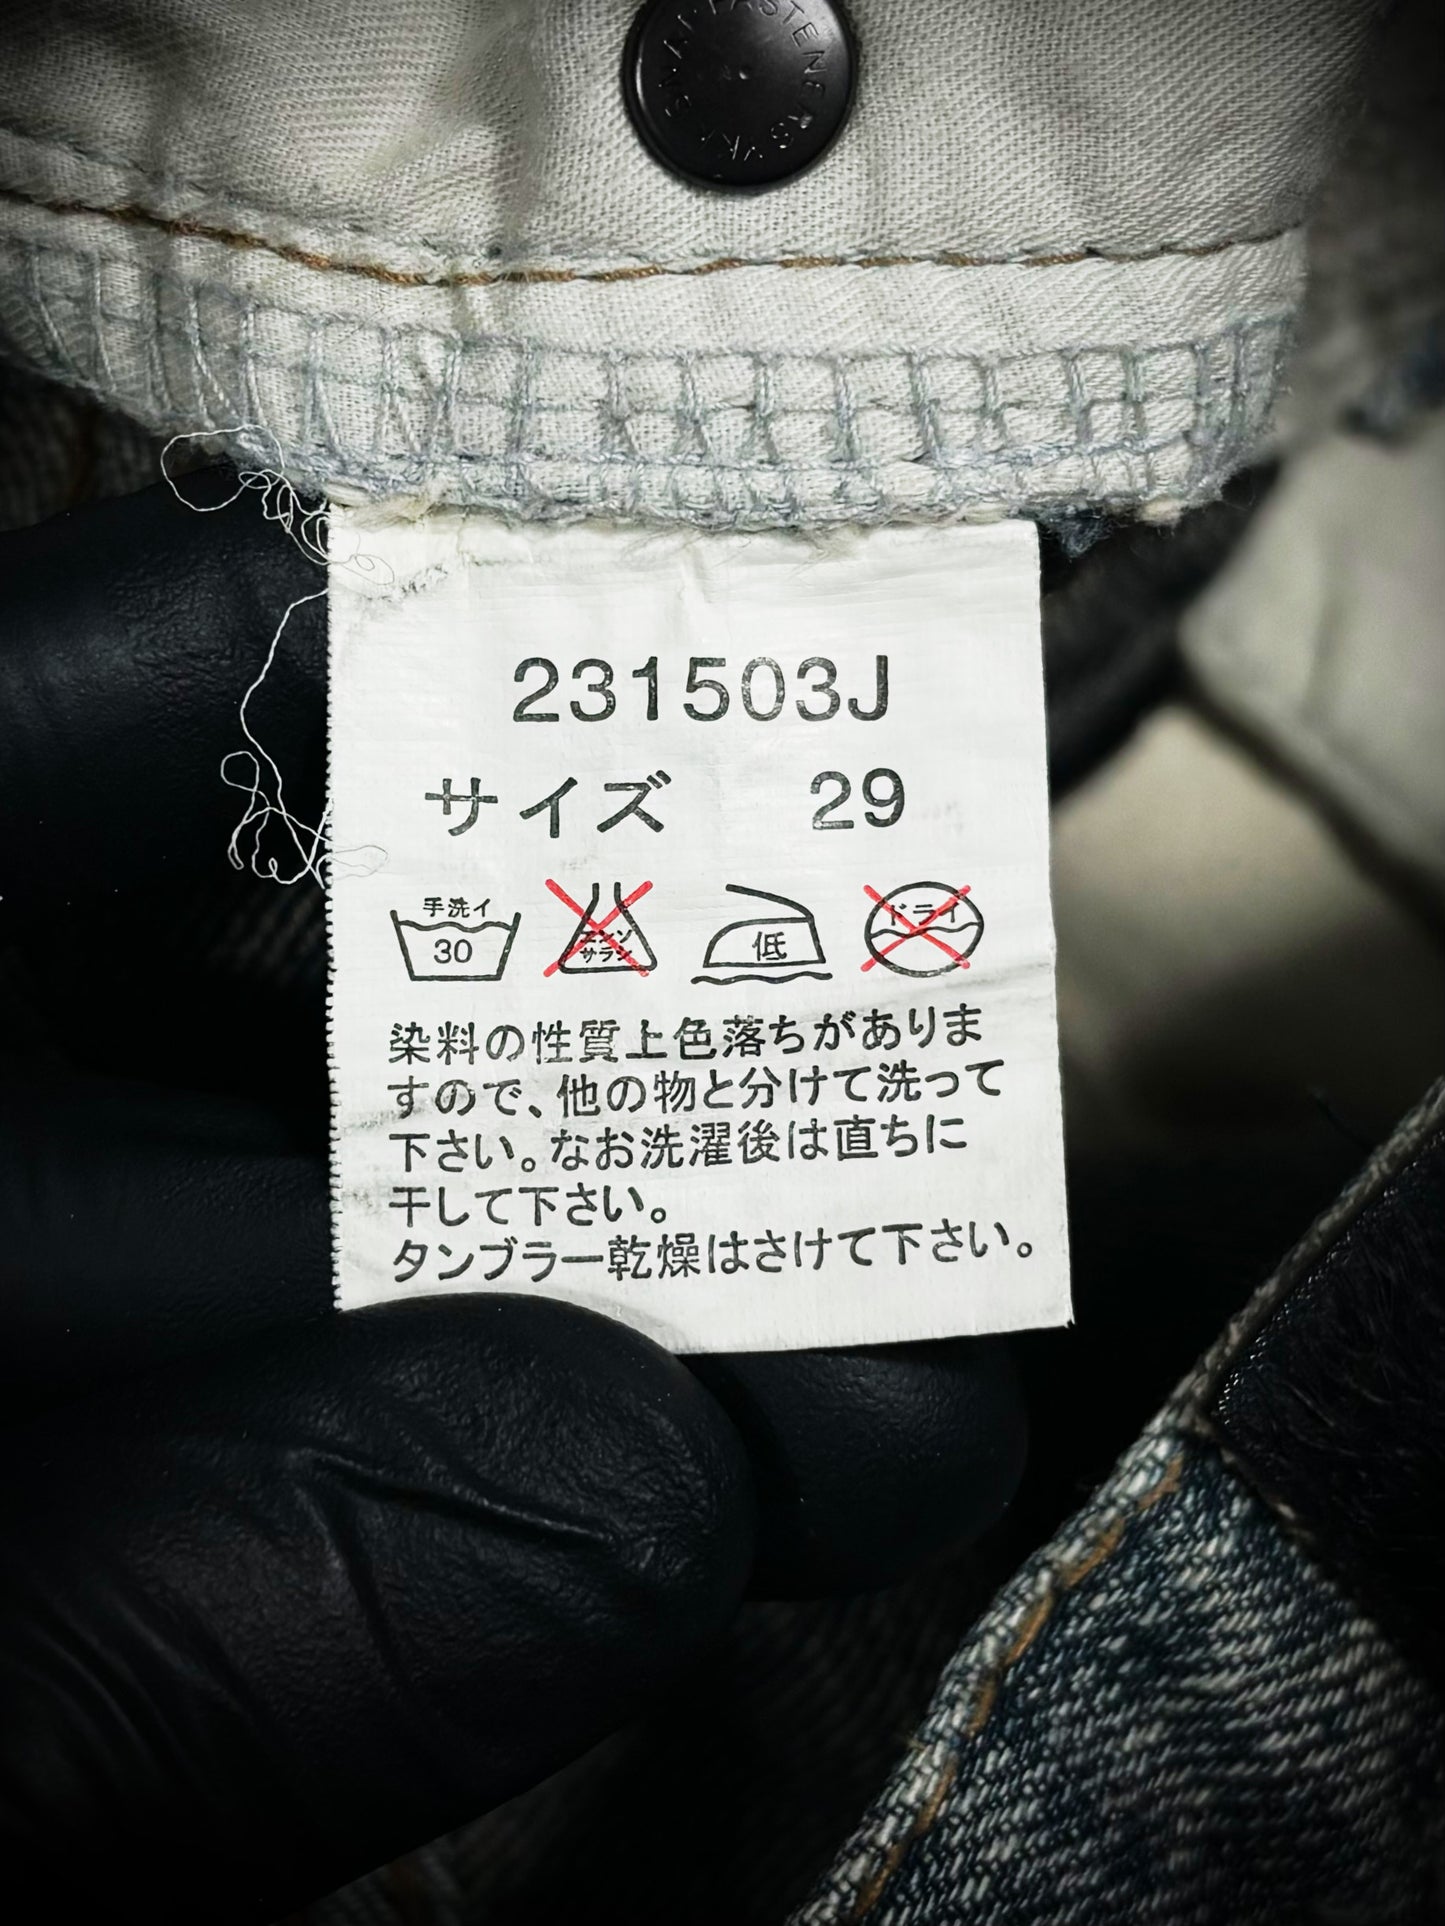 SNAP FASTENERS YKK
231503J
サイズ 29
手洗イ
30
エンソ
サラシ
低
ドライ
染料の性質上色落ちがありま
すので、他の物と分けて洗って
下さい。なお洗濯後は直ちに
干して下さい。
タンブラー乾燥はさけて下さい。